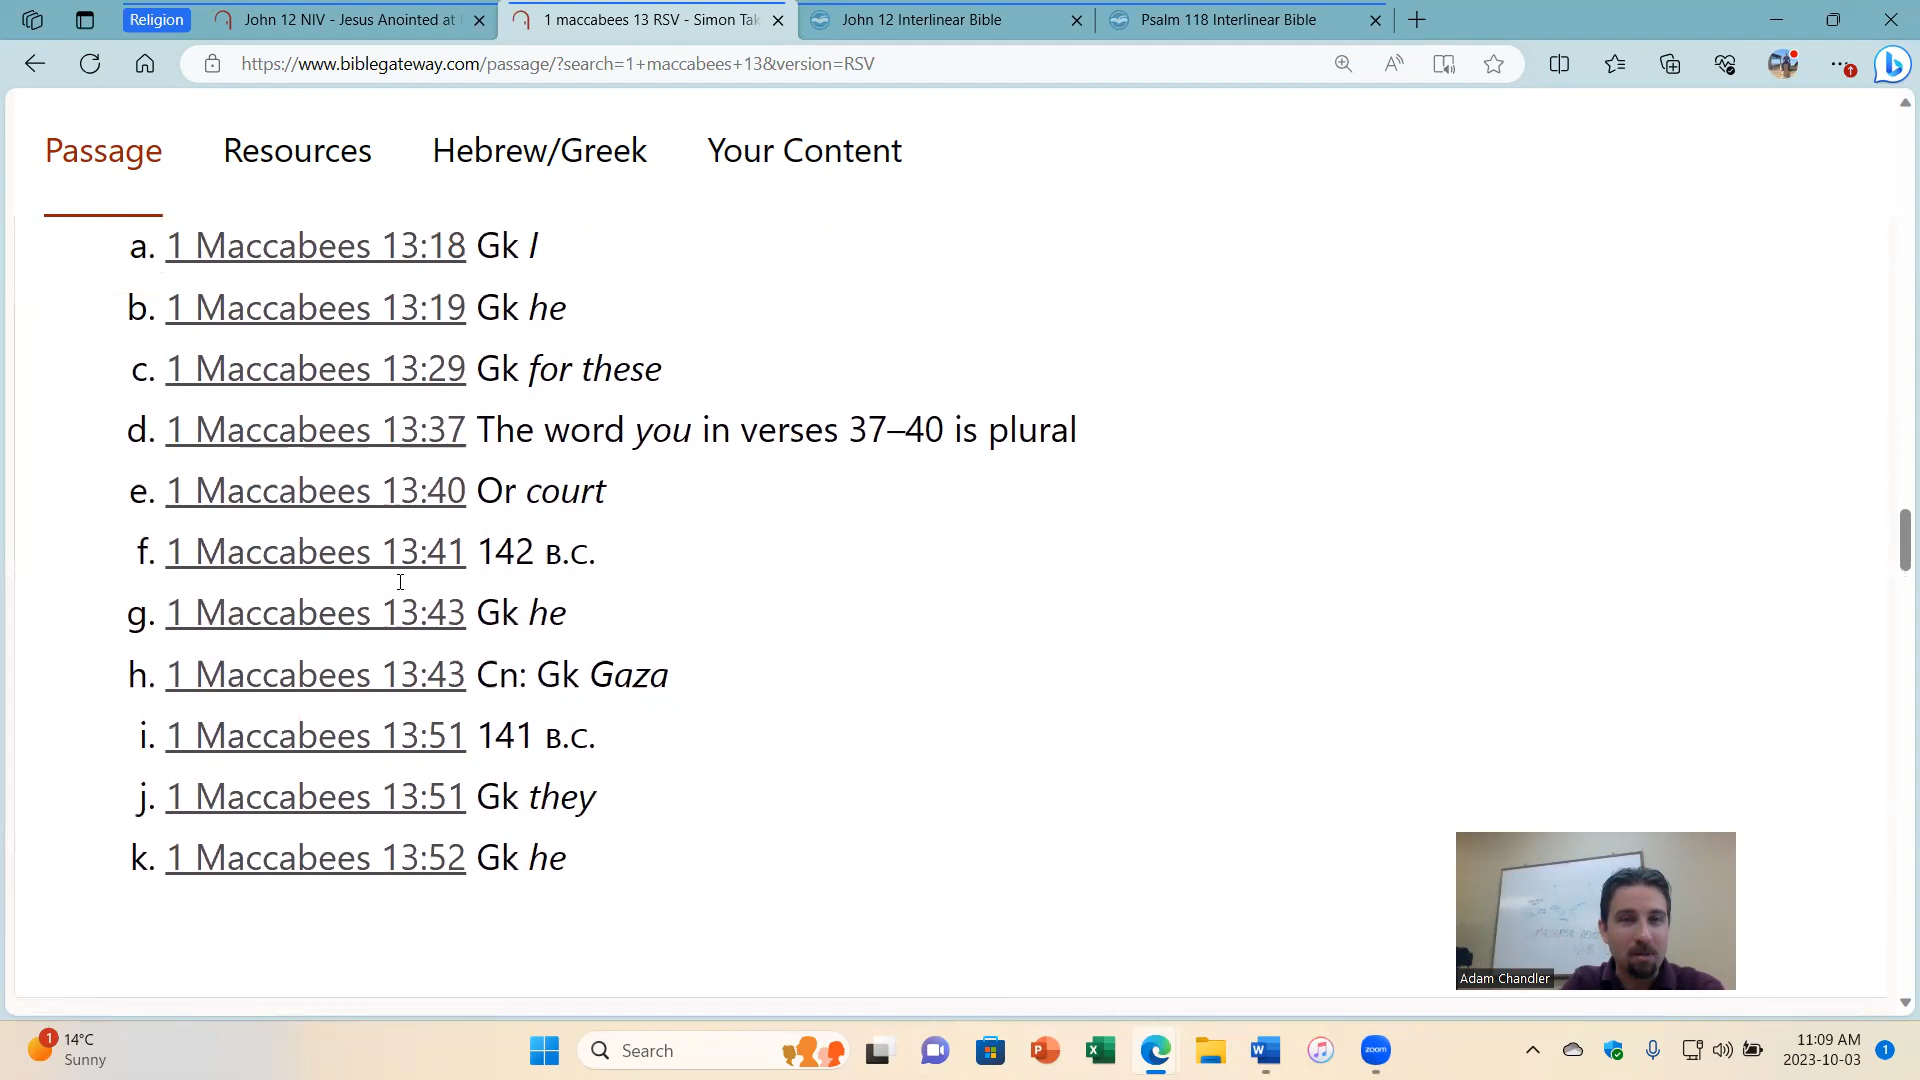 Religion
John 12 NIV - Jesus Anointed at
1 maccabees 13 RSV - Simon Tak
John 12 Interlinear Bible
Psalm 118 Interlinear Bible
https://www.biblegateway.com/passage/?search=1+maccabees+13&version=RSV
Passage Resources Hebrew/Greek Your Content
a. 1 Maccabees 13:18 Gk I
b. 1 Maccabees 13:19 Gk he
c. 1 Maccabees 13:29 Gk for these
d. 1 Maccabees 13:37 The word you in verses 37–40 is plural
e. 1 Maccabees 13:40 Or court
f. 1 Maccabees 13:41 142 B.C.
g. 1 Maccabees 13:43 Gk he
h. 1 Maccabees 13:43 Cn: Gk Gaza
i. 1 Maccabees 13:51 141 B.C.
j. 1 Maccabees 13:51 Gk they
k. 1 Maccabees 13:52 Gk he
Adam Chandler
1
14°C
Sunny
Search
zoom
11:09 AM
2023-10-03
1